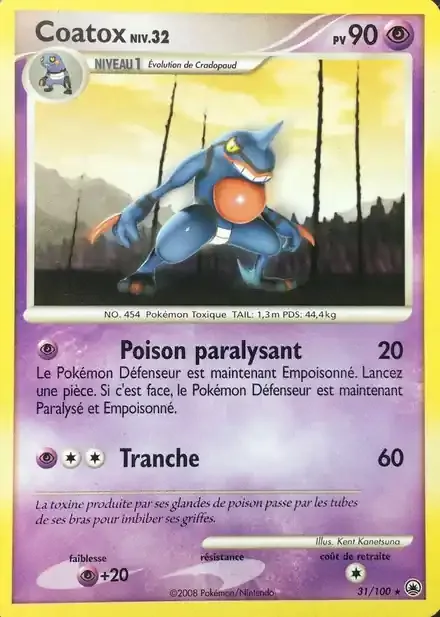 Coatox NIV.32 PV 90
NIVEAU 1 Évolution de Cradopaud
NO. 454 Pokémon Toxique TAIL: 1,3m PDS: 44,4kg
Poison paralysant 20
Le Pokémon Défenseur est maintenant Empoisonné. Lancez
une pièce. Si c'est face, le Pokémon Défenseur est maintenant
Paralysé et Empoisonné.
Tranche 60
La toxine produite par ses glandes de poison passe par les tubes
de ses bras pour imbiber ses griffes.
Illus. Kent Kanetsuna
faiblesse résistance coût de retraite
+20
©2008 Pokémon/Nintendo 31/100 ★